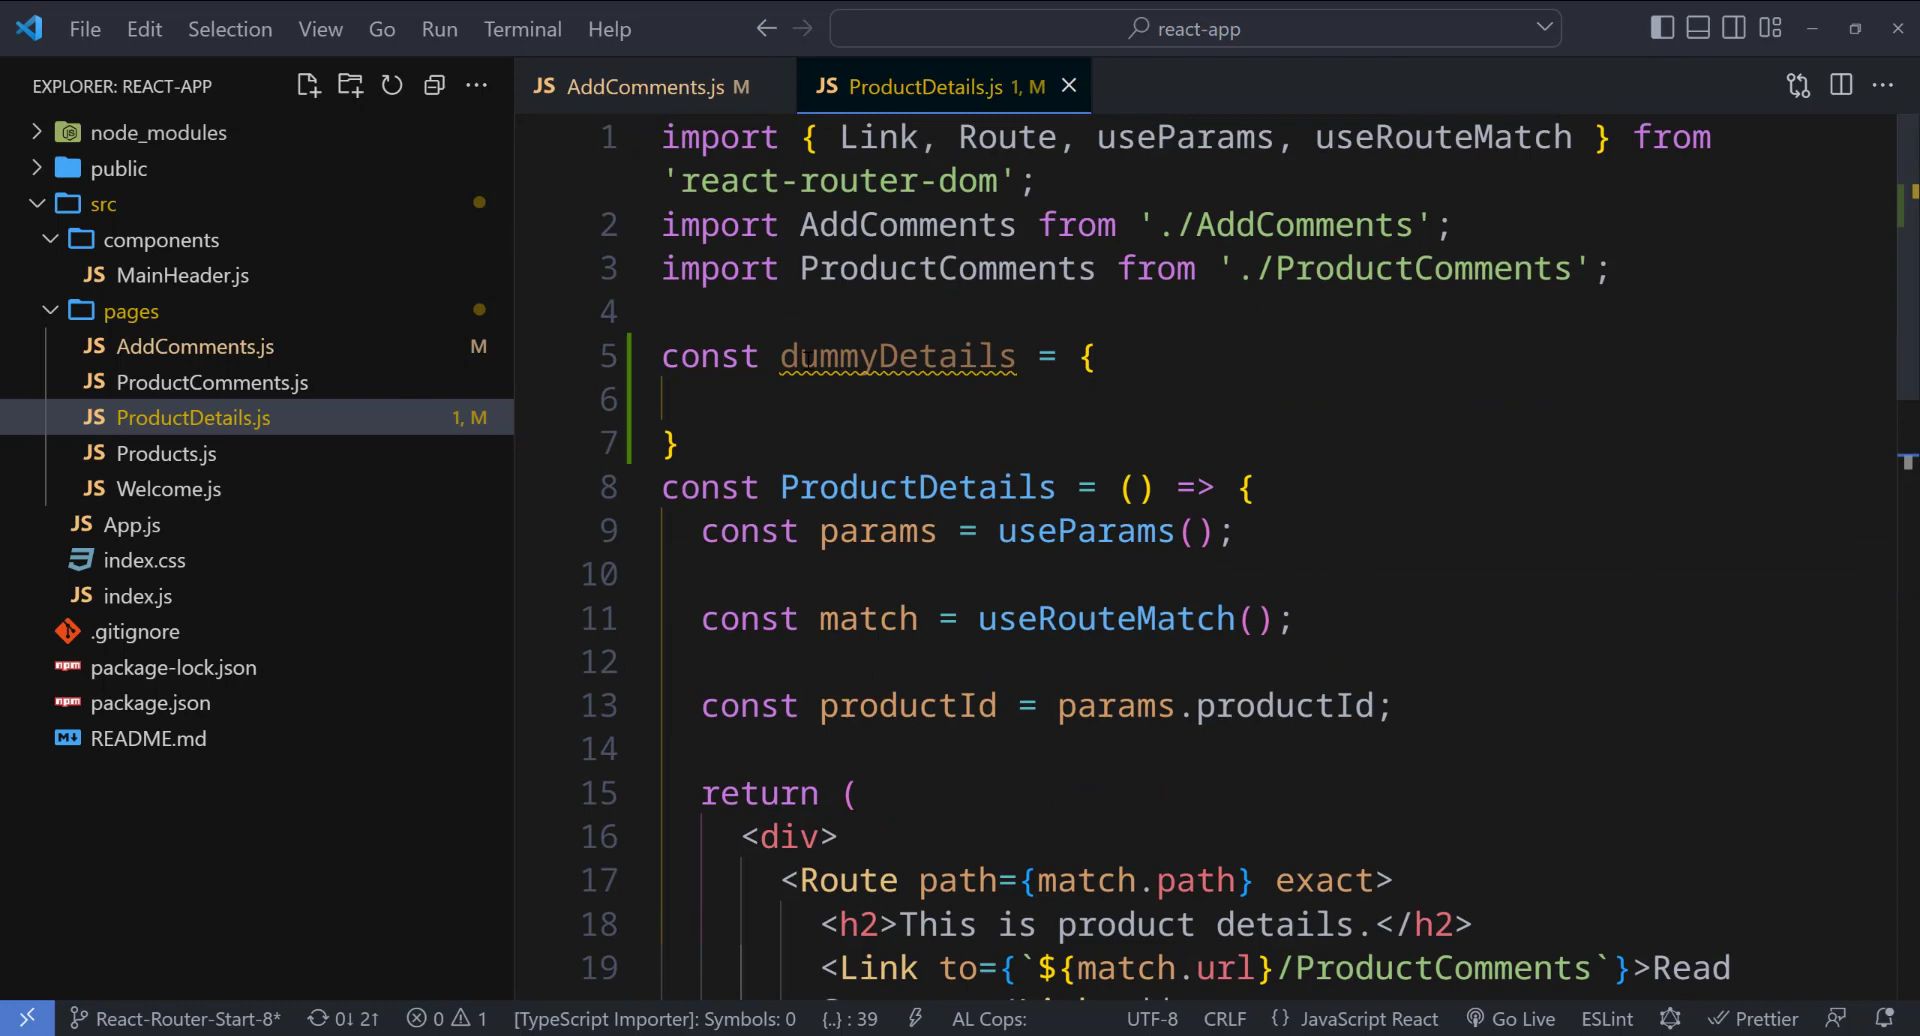 File Edit Selection View Go Run Terminal Help react-app
EXPLORER: REACT-APP
JS AddComments.js M
JS ProductDetails.js 1, M
node_modules
public
src
components
JS MainHeader.js
pages
JS AddComments.js M
JS ProductComments.js
JS ProductDetails.js 1, M
JS Products.js
JS Welcome.js
JS App.js
index.css
JS index.js
.gitignore
npm package-lock.json
npm package.json
M README.md
1 import { Link, Route, useParams, useRouteMatch } from
'react-router-dom';
2 import AddComments from './AddComments';
3 import ProductComments from './ProductComments';
4
5 const dummyDetails = {
6
7 }
8 const ProductDetails = () => {
9 const params = useParams();
10
11 const match = useRouteMatch();
12
13 const productId = params.productId;
14
15 return (
16 <div>
17 <Route path={match.path} exact>
18 <h2>This is product details.</h2>
19 <Link to={`${match.url}/ProductComments`}>Read
React-Router-Start-8* 0↓ 2↑ 0 1 [TypeScript Importer]: Symbols: 0 {..} : 39 AL Cops: UTF-8 CRLF {} JavaScript React Go Live ESLint Prettier